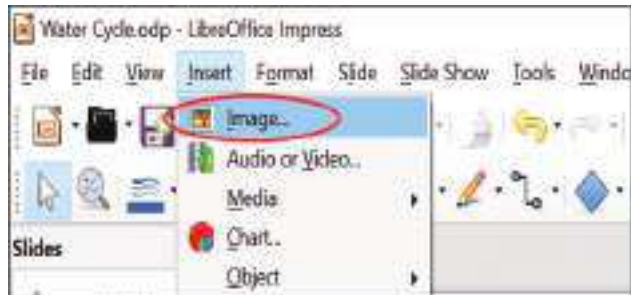 Water Cycle.odp - LibreOffice Impress
File Edit View Insert Format Slide Slide Show Tools Windo
Image...
Audio or Video...
Media
Chart...
Object
Slides